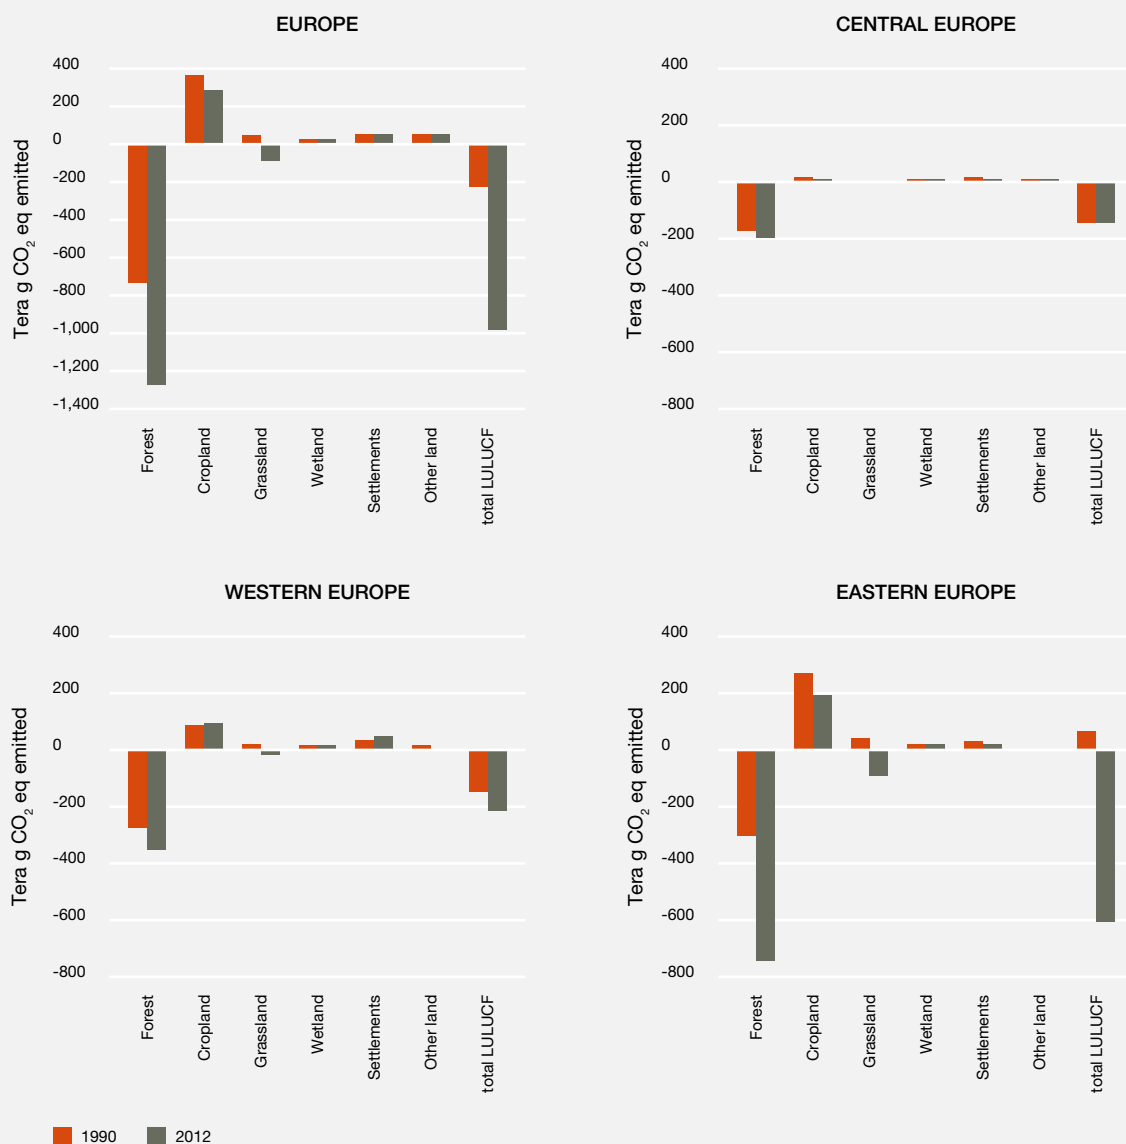 EUROPE
Tera g CO₂ eq emitted
400
200
0
-200
-400
-600
-800
-1,000
-1,200
-1,400
Forest
Cropland
Grassland
Wetland
Settlements
Other land
total LULUCF
CENTRAL EUROPE
Tera g CO₂ eq emitted
400
200
0
-200
-400
-600
-800
Forest
Cropland
Grassland
Wetland
Settlements
Other land
total LULUCF
WESTERN EUROPE
Tera g CO₂ eq emitted
400
200
0
-200
-400
-600
-800
Forest
Cropland
Grassland
Wetland
Settlements
Other land
total LULUCF
EASTERN EUROPE
Tera g CO₂ eq emitted
400
200
0
-200
-400
-600
-800
Forest
Cropland
Grassland
Wetland
Settlements
Other land
total LULUCF
1990 2012